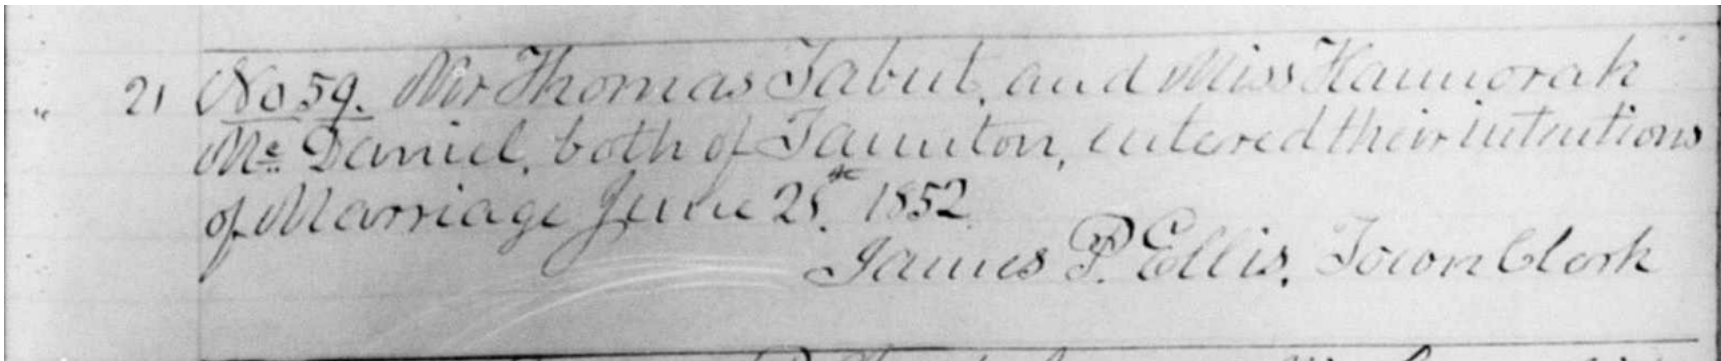 " 21 No 59. Mr Thomas Tabut, and Miss Hannorah
Mc Daniel, both of Taunton, entered their intentions
of Marriage June 21st 1852.
James P. Ellis, Town Clerk